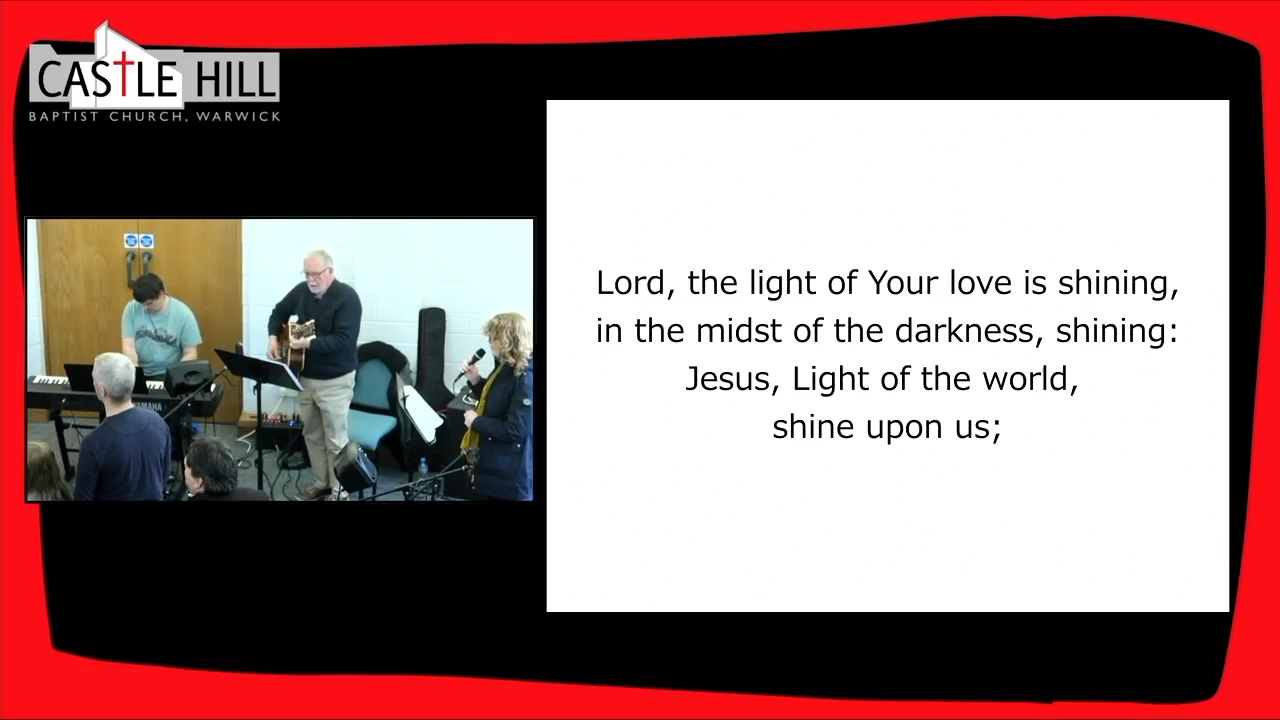 CASTLE HILL
BAPTIST CHURCH, WARWICK
Lord, the light of Your love is shining,
in the midst of the darkness, shining:
Jesus, Light of the world,
shine upon us;
YAMAHA